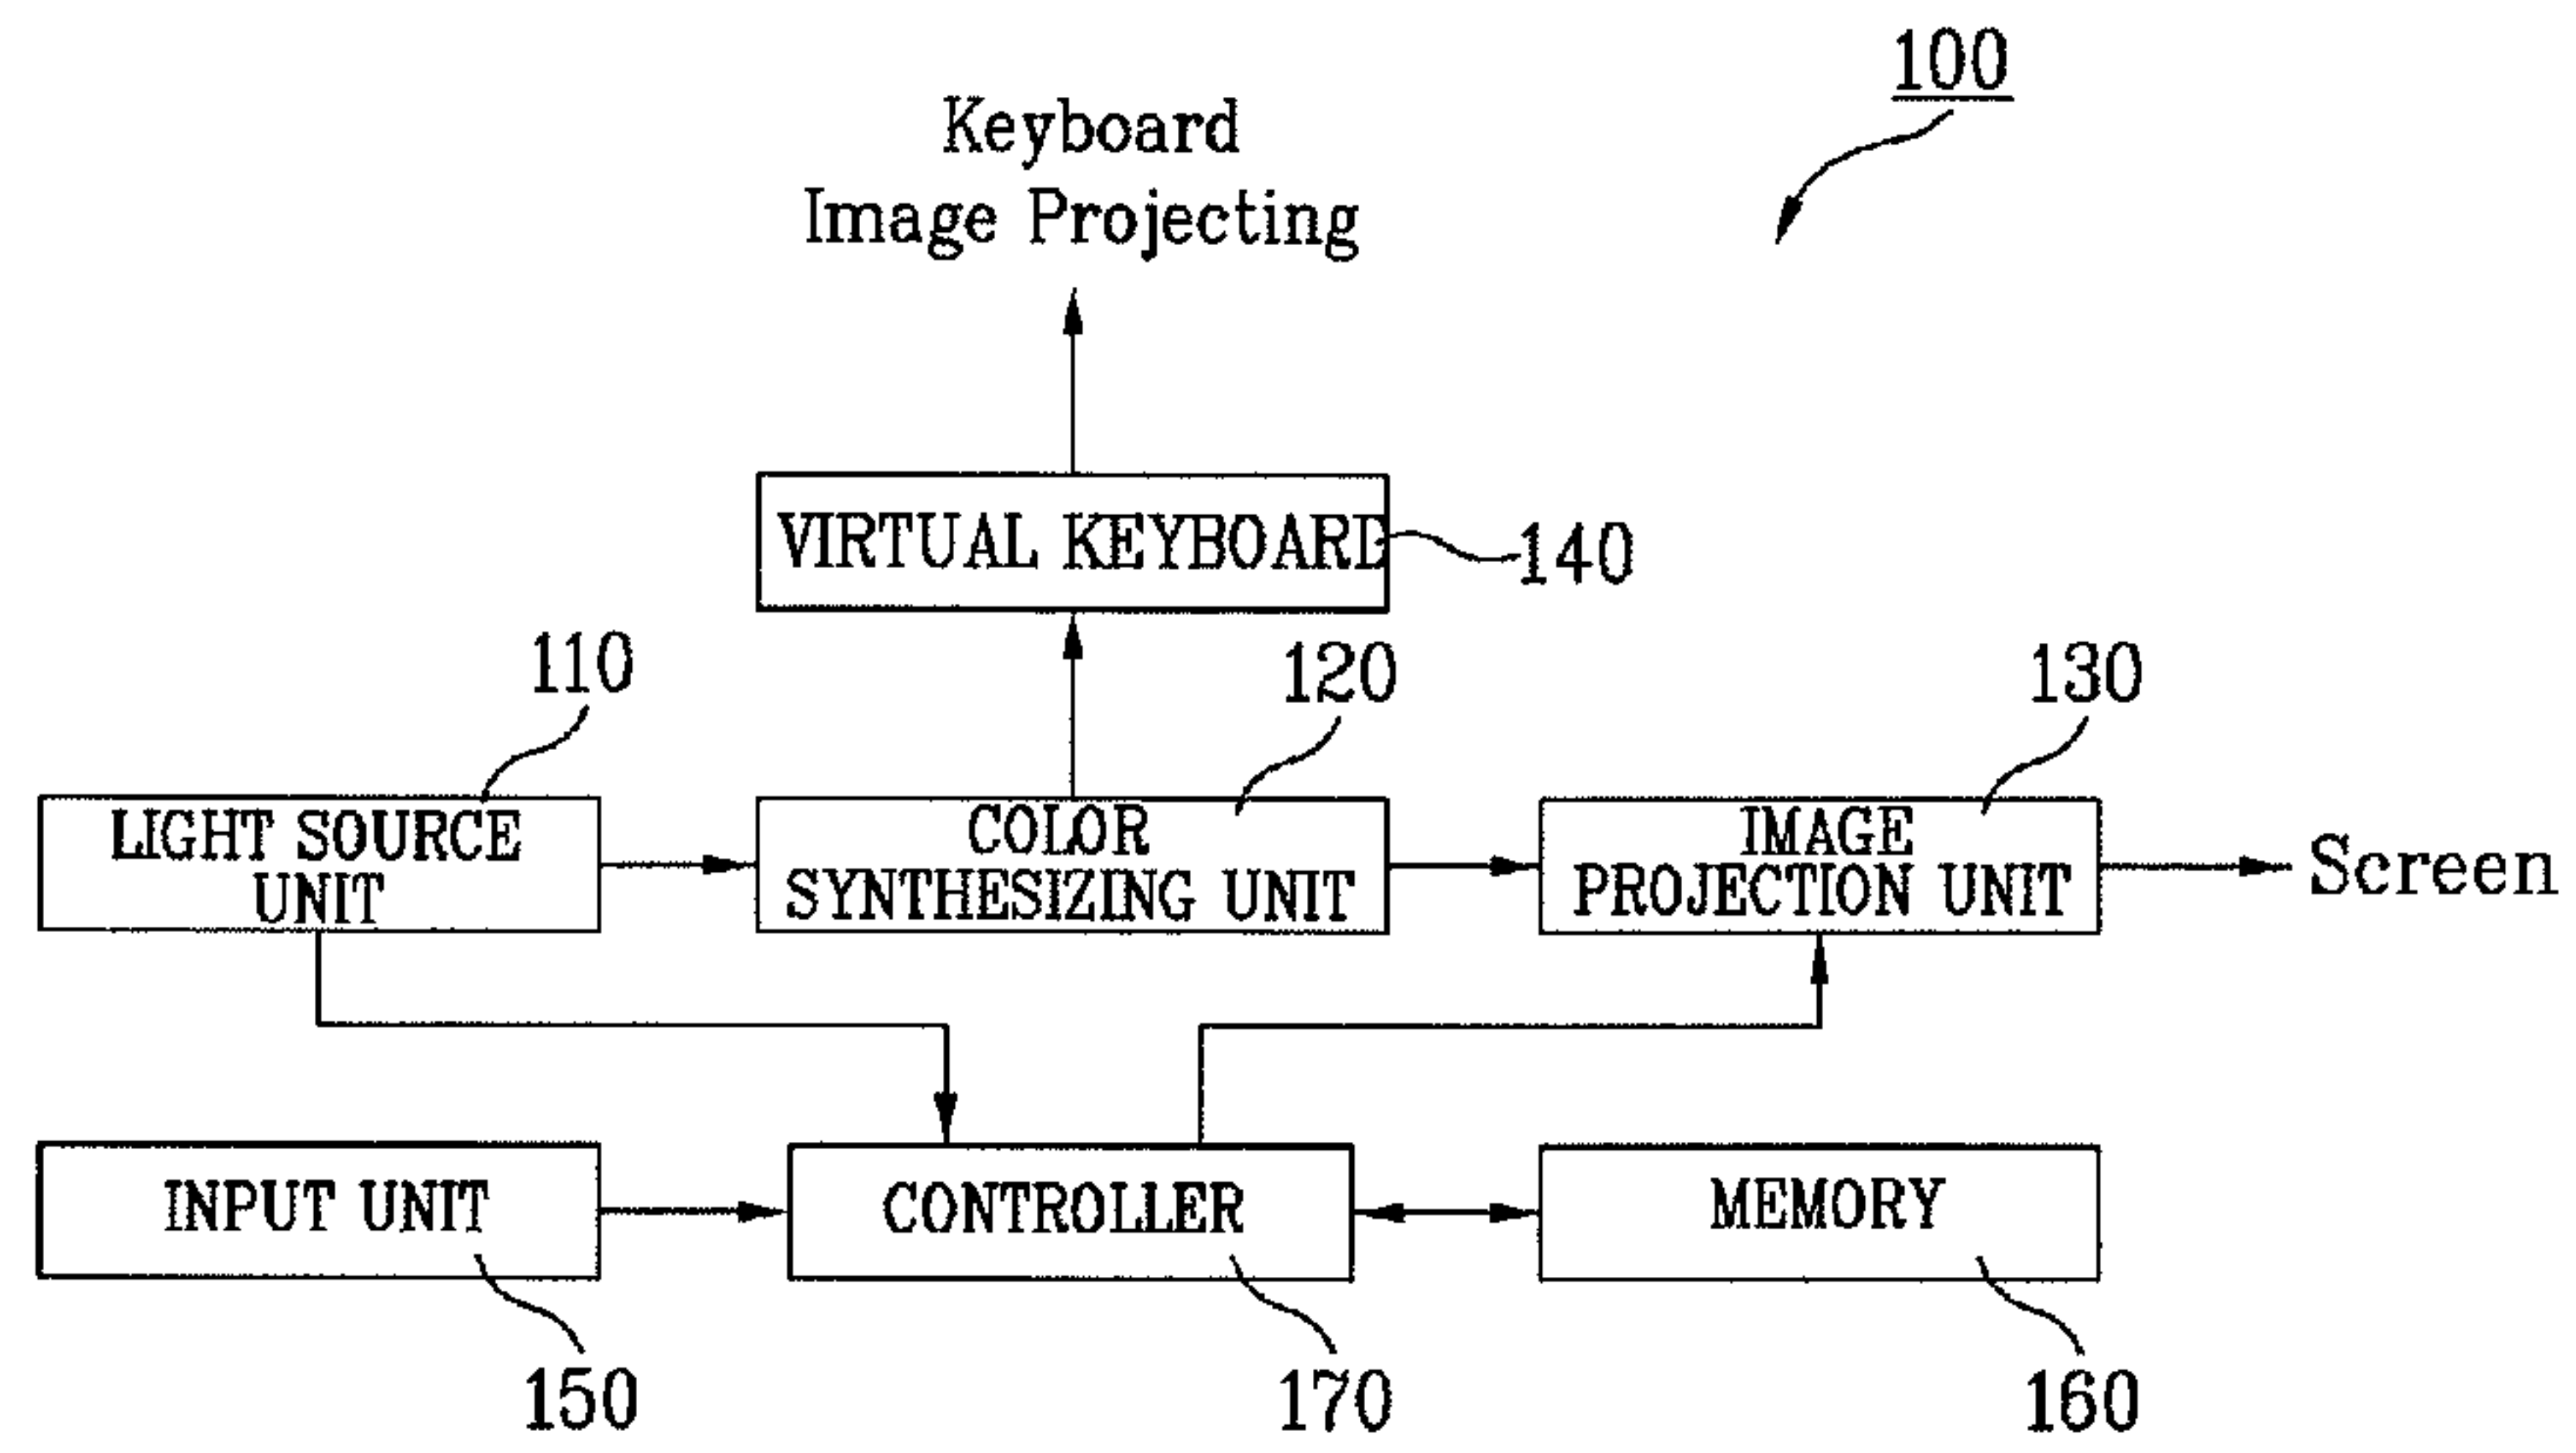 100
Keyboard
Image Projecting
VIRTUAL KEYBOARD
140
110
120
130
LIGHT SOURCE
UNIT
COLOR
SYNTHESIZING UNIT
IMAGE
PROJECTION UNIT
Screen
INPUT UNIT
CONTROLLER
MEMORY
150
170
160